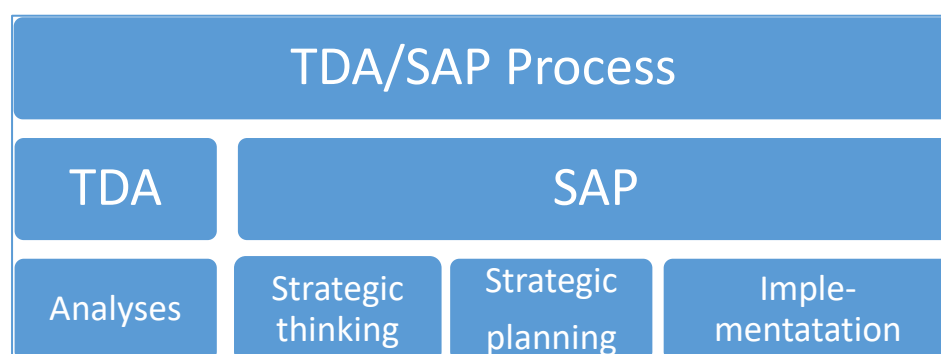 TDA/SAP Process
TDA
SAP
Analyses
Strategic
thinking
Strategic
planning
Imple-
mentatation